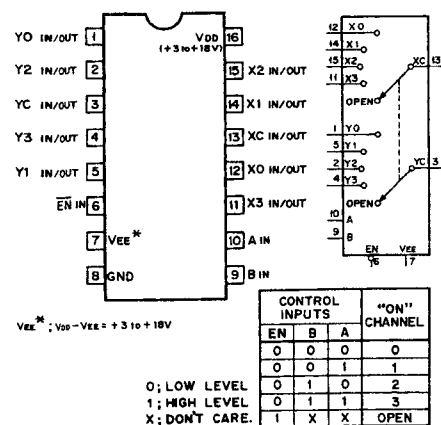 Y0 IN/OUT 1
Y2 IN/OUT 2
YC IN/OUT 3
Y3 IN/OUT 4
Y1 IN/OUT 5
EN IN 6
7 VEE*
8 GND
VDD 16
(+3 to +18V)
15 X2 IN/OUT
14 X1 IN/OUT
13 XC IN/OUT
12 X0 IN/OUT
11 X3 IN/OUT
10 A IN
9 B IN
12 X0
14 X1
15 X2
11 X3
OPEN
XC 13
1 Y0
5 Y1
2 Y2
4 Y3
OPEN
YC 3
10 A
9 B
EN VEE
6 7
VEE*; VDD-VEE = +3 to +18V
CONTROL INPUTS "ON" CHANNEL
EN B A
0 0 0 0
0 0 1 1
0 1 0 2
0 1 1 3
1 X X OPEN
0; LOW LEVEL
1; HIGH LEVEL
X; DON'T CARE.